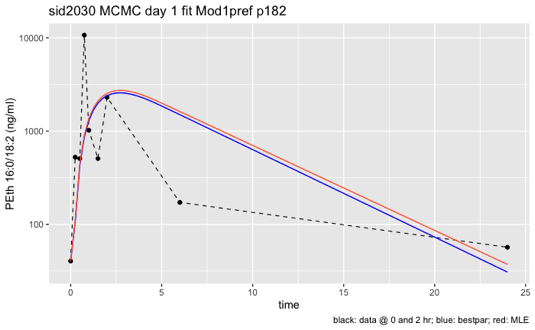 sid2030 MCMC day 1 fit Mod1pref p182
PEth 16:0/18:2 (ng/ml)
10000
1000
100
0
5
10
15
20
25
time
black: data @ 0 and 2 hr; blue: bestpar; red: MLE